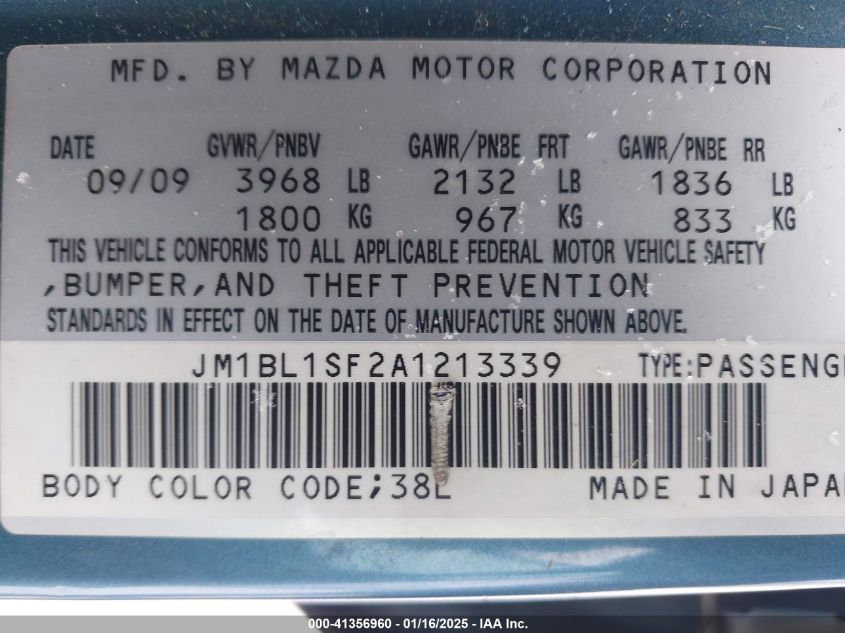 MFD. BY MAZDA MOTOR CORPORATION
DATE GVWR/PNBV GAWR/PNBE FRT GAWR/PNBE RR
09/09 3968 LB 2132 LB 1836 LB
1800 KG 967 KG 833 KG
THIS VEHICLE CONFORMS TO ALL APPLICABLE FEDERAL MOTOR VEHICLE SAFETY
,BUMPER,AND THEFT PREVENTION
STANDARDS IN EFFECT ON THE DATE OF MANUFACTURE SHOWN ABOVE.
JM1BL1SF2A1213339 TYPE:PASSENG
BODY COLOR CODE;38L MADE IN JAPA
000-41356960 - 01/16/2025 - IAA Inc.